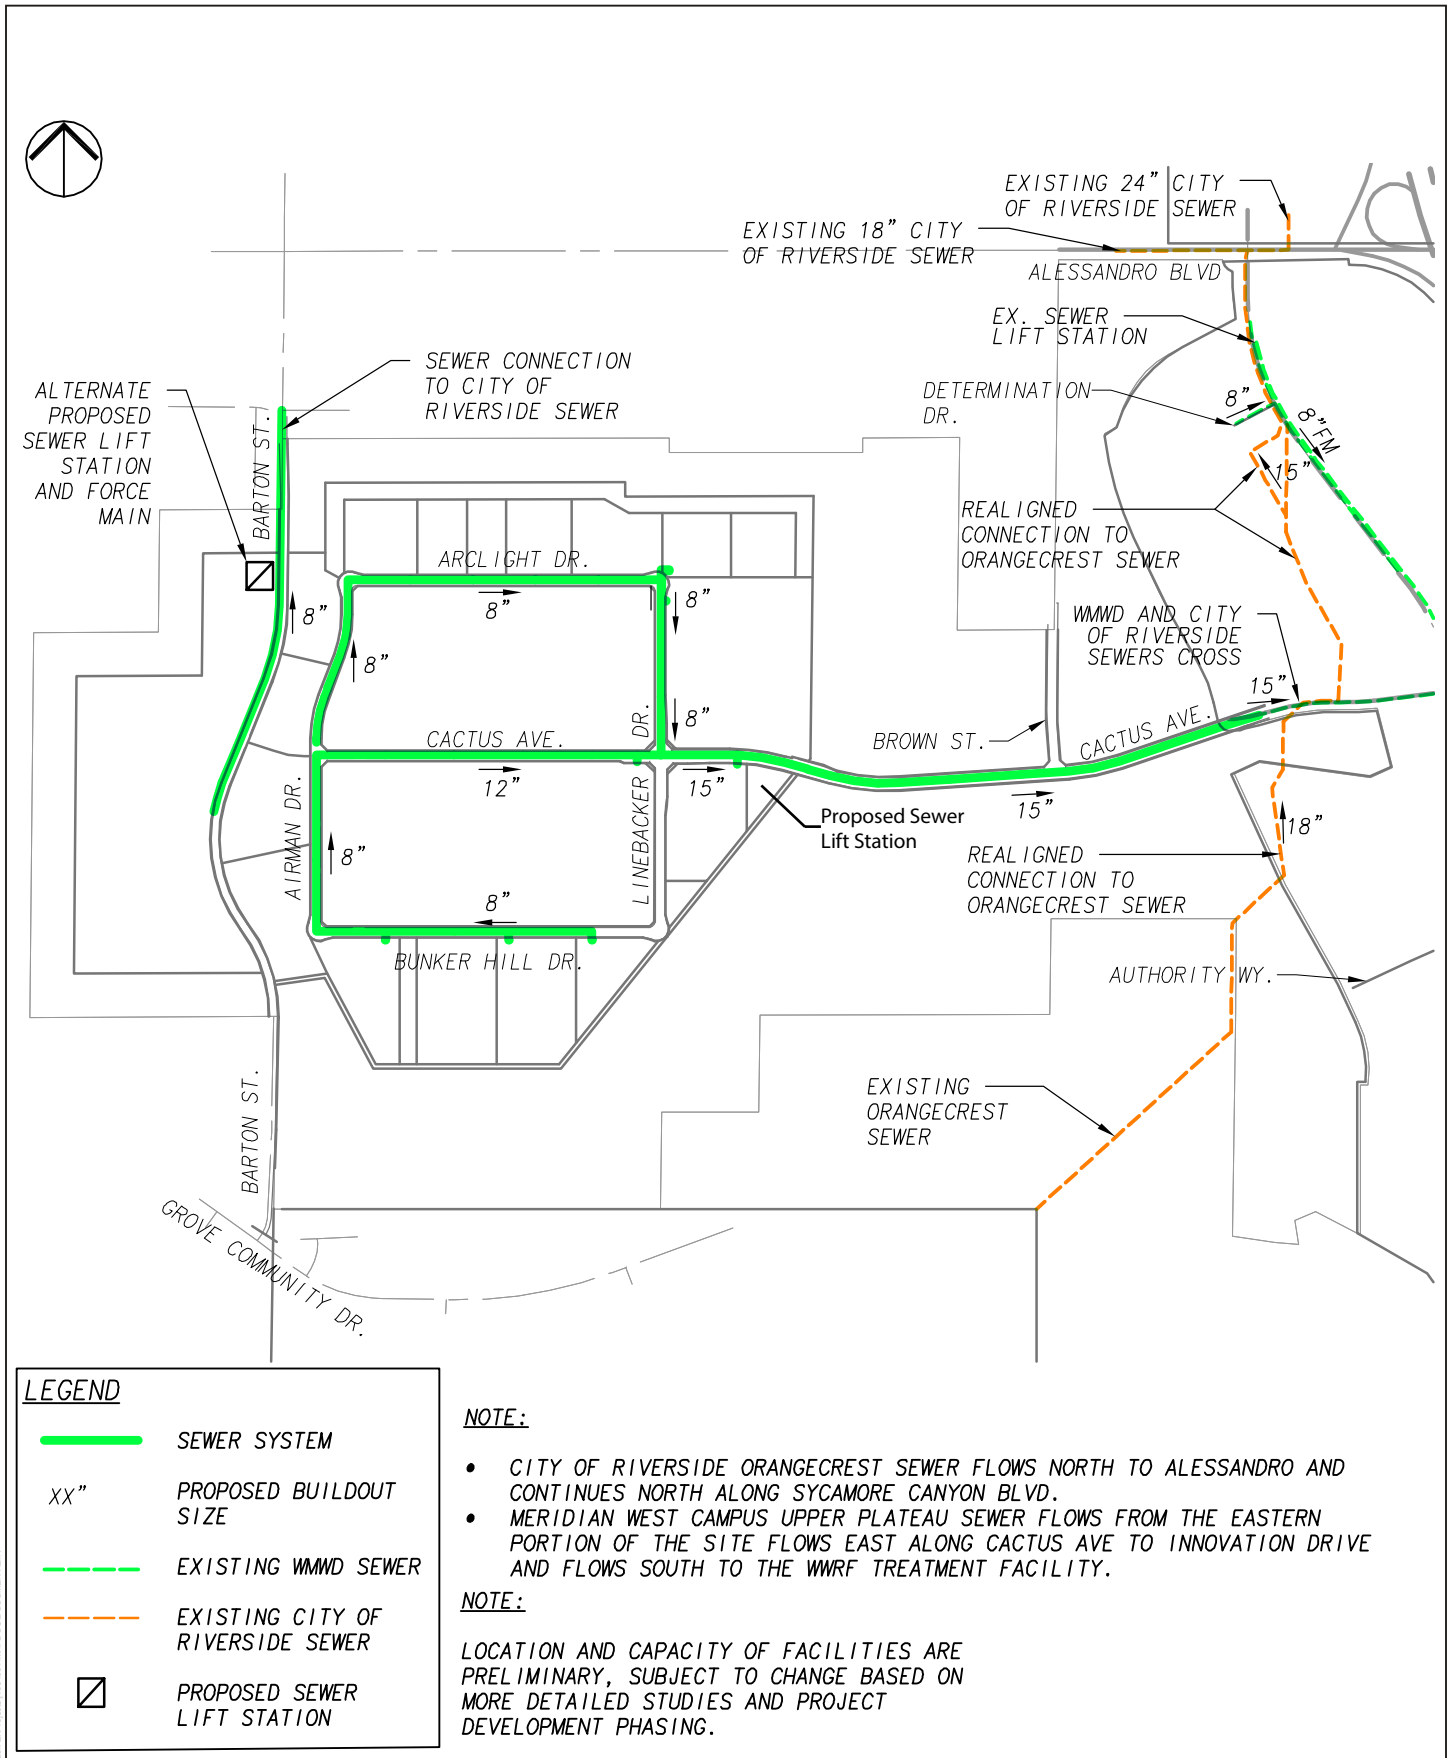 EXISTING 24" CITY
OF RIVERSIDE SEWER
EXISTING 18" CITY
OF RIVERSIDE SEWER
ALESSANDRO BLVD
EX. SEWER
LIFT STATION
SEWER CONNECTION
TO CITY OF
RIVERSIDE SEWER
ALTERNATE
PROPOSED
SEWER LIFT
STATION
AND FORCE
MAIN
BARTON ST.
DETERMINATION
DR.
8"
8"FM
15"
REALIGNED
CONNECTION TO
ORANGECREST SEWER
ARCLIGHT DR.
8"
8"
8"
8"
WMWD AND CITY
OF RIVERSIDE
SEWERS CROSS
15"
8"
CACTUS AVE.
LINEBACKER DR.
BROWN ST.
CACTUS AVE.
12"
15"
15"
Proposed Sewer
Lift Station
AIRMAN DR.
8"
18"
REALIGNED
CONNECTION TO
ORANGECREST SEWER
8"
BUNKER HILL DR.
AUTHORITY WY.
EXISTING
ORANGECREST
SEWER
BARTON ST.
GROVE COMMUNITY DR.
LEGEND
SEWER SYSTEM
XX"
PROPOSED BUILDOUT
SIZE
EXISTING WMWD SEWER
EXISTING CITY OF
RIVERSIDE SEWER
PROPOSED SEWER
LIFT STATION
NOTE:
• CITY OF RIVERSIDE ORANGECREST SEWER FLOWS NORTH TO ALESSANDRO AND
CONTINUES NORTH ALONG SYCAMORE CANYON BLVD.
• MERIDIAN WEST CAMPUS UPPER PLATEAU SEWER FLOWS FROM THE EASTERN
PORTION OF THE SITE FLOWS EAST ALONG CACTUS AVE TO INNOVATION DRIVE
AND FLOWS SOUTH TO THE WWRF TREATMENT FACILITY.
NOTE:
LOCATION AND CAPACITY OF FACILITIES ARE
PRELIMINARY, SUBJECT TO CHANGE BASED ON
MORE DETAILED STUDIES AND PROJECT
DEVELOPMENT PHASING.